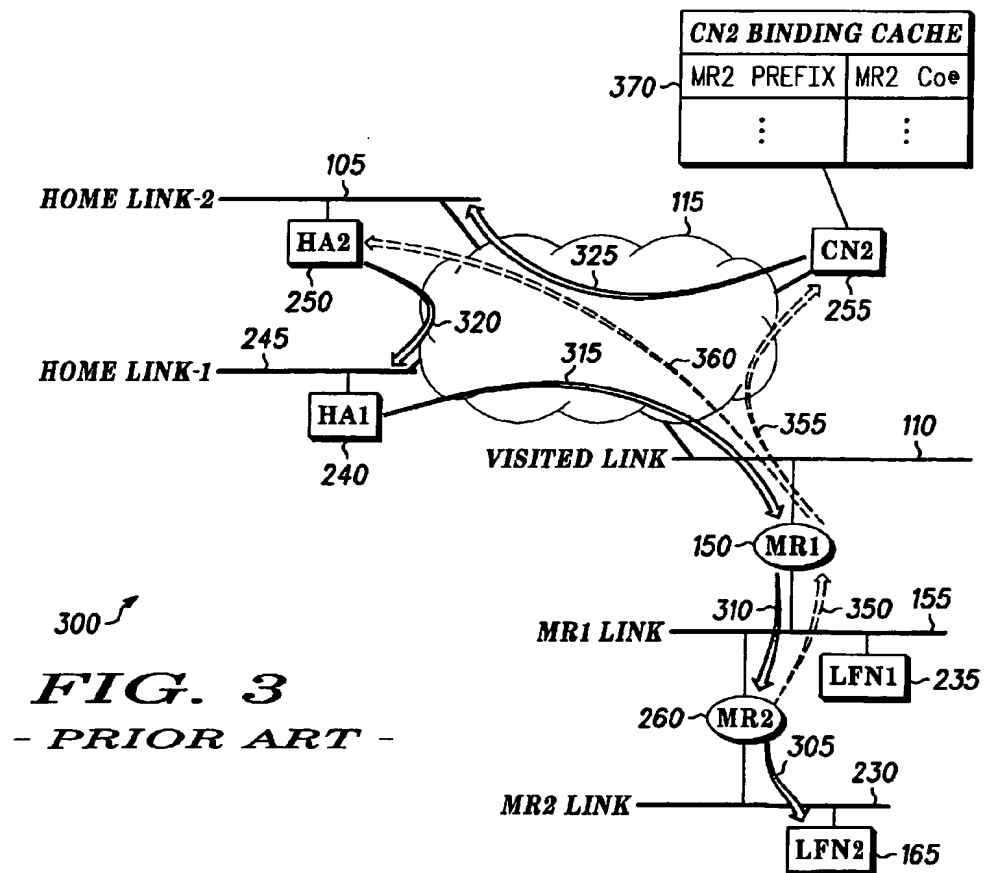 CN2 BINDING CACHE
MR2 PREFIX MR2 Coe
370
⋮ ⋮
105
HOME LINK-2
115
HA2
CN2
325
250
255
320
245
315
360
HOME LINK-1
HA1
355
240
VISITED LINK
110
150
MR1
310
350
155
300
MR1 LINK
LFN1
235
FIG. 3
260
MR2
- PRIOR ART -
305
230
MR2 LINK
LFN2
165